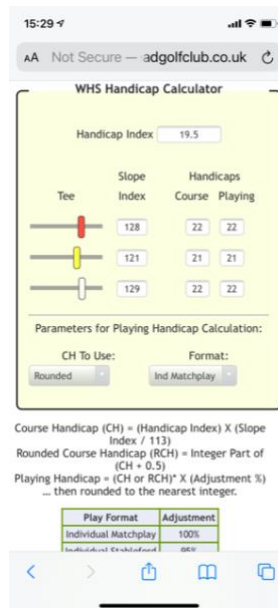 15:29
AA Not Secure — adgolfclub.co.uk
WHS Handicap Calculator
Handicap Index 19.5
Slope Handicaps
Tee Index Course Playing
128 22 22
121 21 21
129 22 22
Parameters for Playing Handicap Calculation:
CH To Use: Format:
Rounded Ind Matchplay
Course Handicap (CH) = (Handicap Index) X (Slope
Index / 113)
Rounded Course Handicap (RCH) = Integer Part of
(CH + 0.5)
Playing Handicap = (CH or RCH)* X (Adjustment %)
... then rounded to the nearest integer.
Play Format Adjustment
Individual Matchplay 100%
Individual Stableford 95%